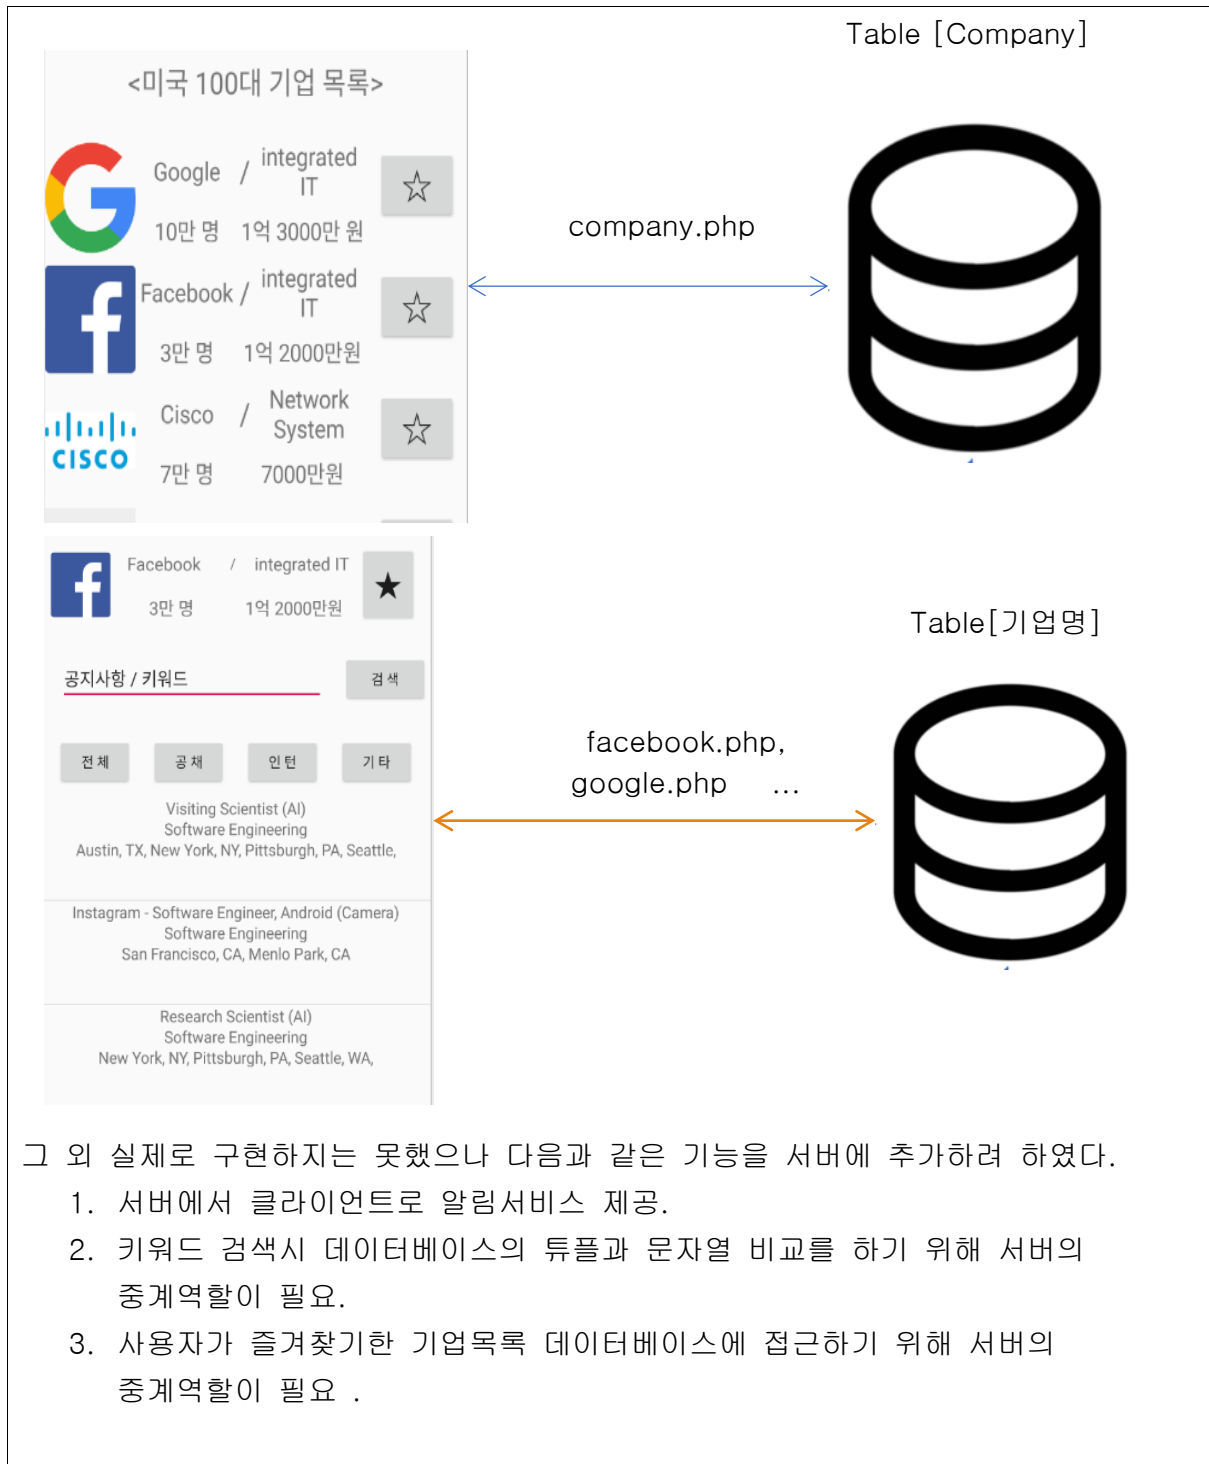 Table [Company]
<미국 100대 기업 목록>
Google / integrated IT
10만 명 1억 3000만 원
company.php
Facebook / integrated IT
3만 명 1억 2000만원
Cisco / Network System
CISCO
7만 명 7000만원
Facebook / integrated IT
3만 명 1억 2000만원
Table[기업명]
공지사항 / 키워드 검색
facebook.php,
google.php ...
전체 공채 인턴 기타
Visiting Scientist (AI)
Software Engineering
Austin, TX, New York, NY, Pittsburgh, PA, Seattle,
Instagram - Software Engineer, Android (Camera)
Software Engineering
San Francisco, CA, Menlo Park, CA
Research Scientist (AI)
Software Engineering
New York, NY, Pittsburgh, PA, Seattle, WA,
그 외 실제로 구현하지는 못했으나 다음과 같은 기능을 서버에 추가하려 하였다.
1. 서버에서 클라이언트로 알림서비스 제공.
2. 키워드 검색시 데이터베이스의 튜플과 문자열 비교를 하기 위해 서버의
중계역할이 필요.
3. 사용자가 즐겨찾기한 기업목록 데이터베이스에 접근하기 위해 서버의
중계역할이 필요 .